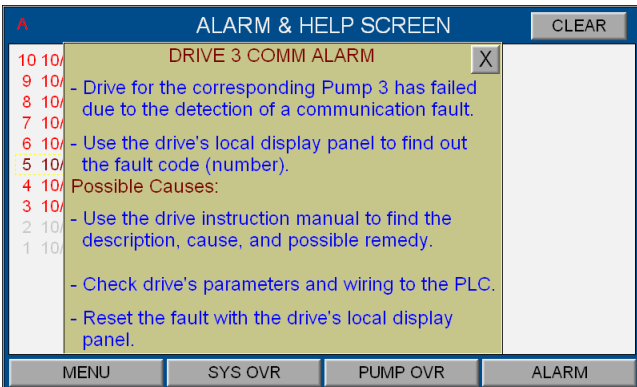 A ALARM & HELP SCREEN CLEAR
DRIVE 3 COMM ALARM X
10 10/
9 10/
- Drive for the corresponding Pump 3 has failed
8 10/
due to the detection of a communication fault.
7 10/
6 10/ - Use the drive's local display panel to find out
5 10/ the fault code (number).
4 10/ Possible Causes:
3 10/
- Use the drive instruction manual to find the
2 10/
description, cause, and possible remedy.
1 10/
- Check drive's parameters and wiring to the PLC.
- Reset the fault with the drive's local display
panel.
MENU SYS OVR PUMP OVR ALARM